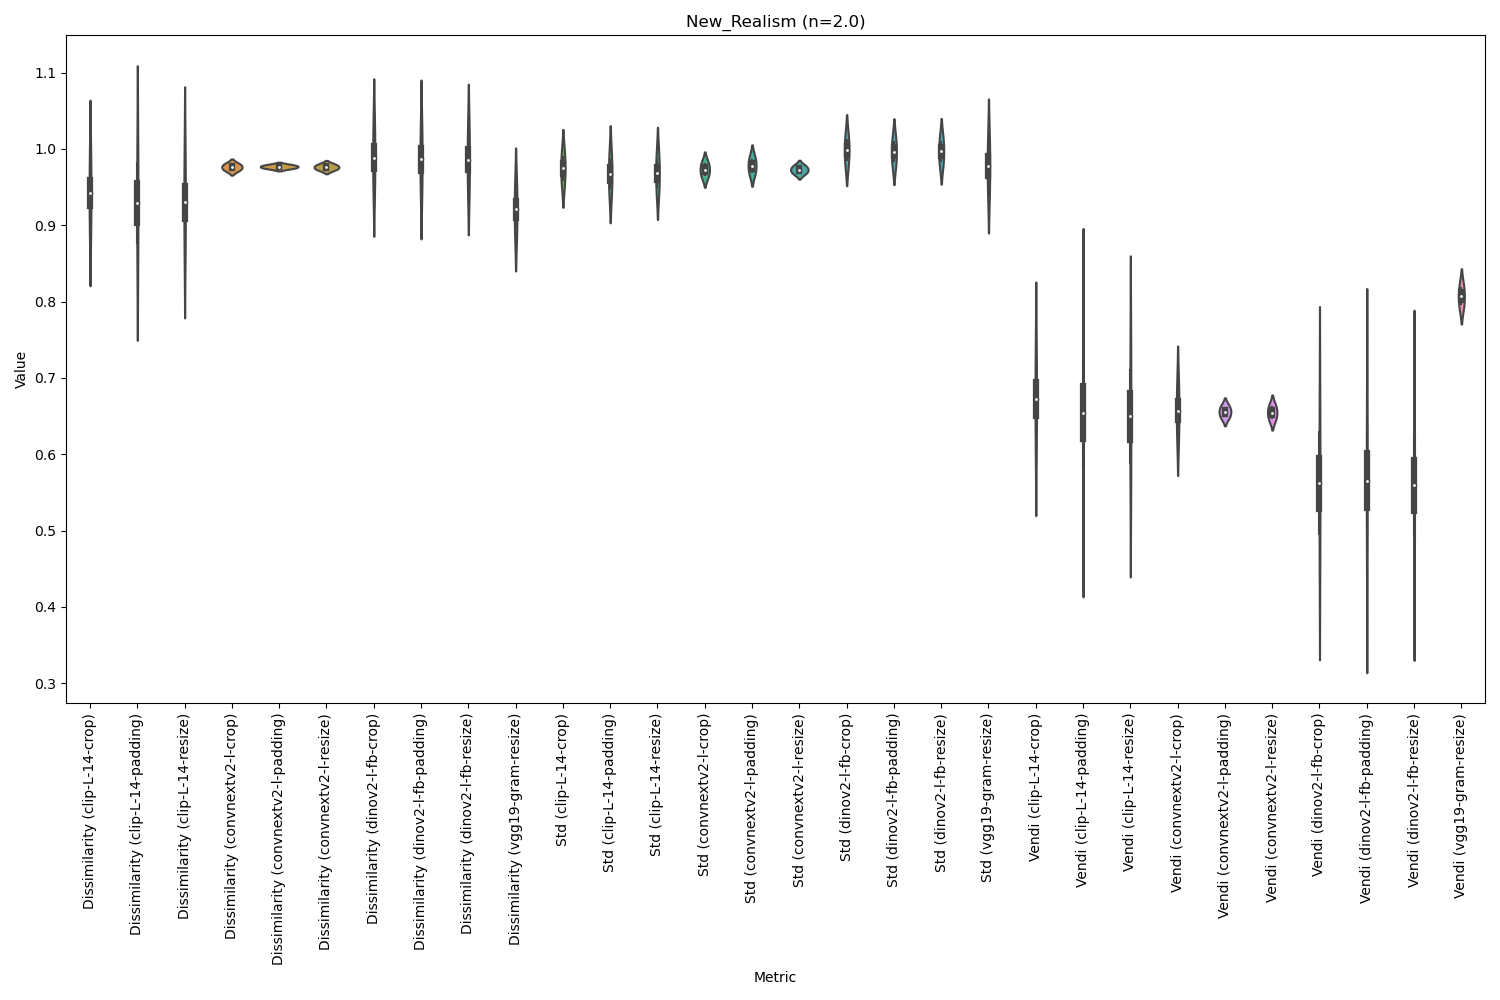 New_Realism (n=2.0)
Value
1.1
1.0
0.9
0.8
0.7
0.6
0.5
0.4
0.3
Dissimilarity (clip-L-14-crop)
Dissimilarity (clip-L-14-padding)
Dissimilarity (clip-L-14-resize)
Dissimilarity (convnextv2-l-crop)
Dissimilarity (convnextv2-l-padding)
Dissimilarity (convnextv2-l-resize)
Dissimilarity (dinov2-l-fb-crop)
Dissimilarity (dinov2-l-fb-padding)
Dissimilarity (dinov2-l-fb-resize)
Dissimilarity (vgg19-gram-resize)
Std (clip-L-14-crop)
Std (clip-L-14-padding)
Std (clip-L-14-resize)
Std (convnextv2-l-crop)
Std (convnextv2-l-padding)
Std (convnextv2-l-resize)
Std (dinov2-l-fb-crop)
Std (dinov2-l-fb-padding)
Std (dinov2-l-fb-resize)
Std (vgg19-gram-resize)
Vendi (clip-L-14-crop)
Vendi (clip-L-14-padding)
Vendi (clip-L-14-resize)
Vendi (convnextv2-l-crop)
Vendi (convnextv2-l-padding)
Vendi (convnextv2-l-resize)
Vendi (dinov2-l-fb-crop)
Vendi (dinov2-l-fb-padding)
Vendi (dinov2-l-fb-resize)
Vendi (vgg19-gram-resize)
Metric